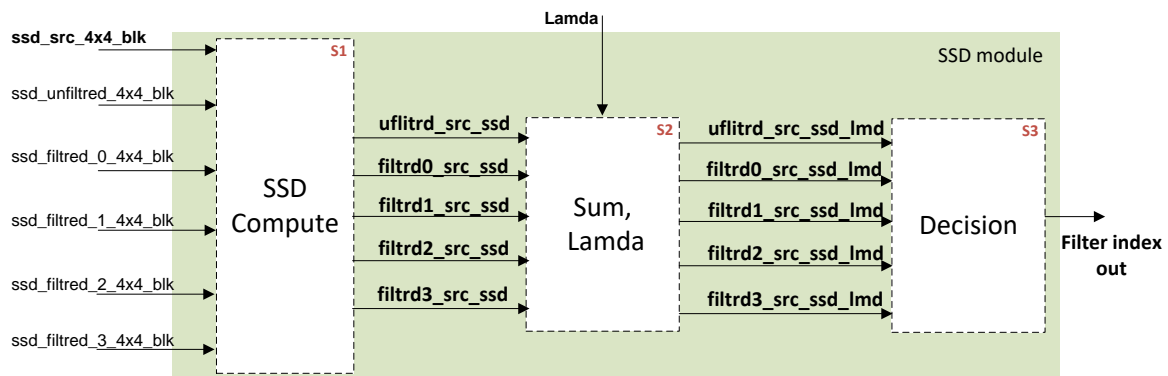 Lamda
ssd_src_4x4_blk
S1
SSD module
ssd_unfiltred_4x4_blk
uflitrd_src_ssd
S2
uflitrd_src_ssd_lmd
S3
ssd_filtred_0_4x4_blk
filtrd0_src_ssd
filtrd0_src_ssd_lmd
SSD
Compute
filtrd1_src_ssd
Sum,
Lamda
filtrd1_src_ssd_lmd
Decision
ssd_filtred_1_4x4_blk
filtrd2_src_ssd
filtrd2_src_ssd_lmd
Filter index
out
ssd_filtred_2_4x4_blk
filtrd3_src_ssd
filtrd3_src_ssd_lmd
ssd_filtred_3_4x4_blk